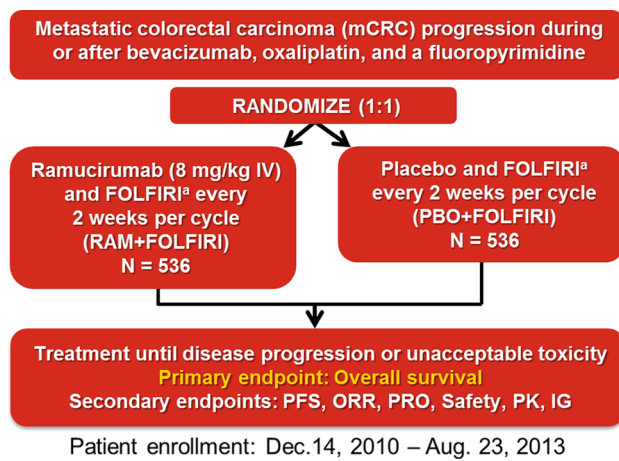 Metastatic colorectal carcinoma (mCRC) progression during
or after bevacizumab, oxaliplatin, and a fluoropyrimidine
RANDOMIZE (1:1)
Ramucirumab (8 mg/kg IV)
and FOLFIRIᵃ every
2 weeks per cycle
(RAM+FOLFIRI)
N = 536
Placebo and FOLFIRIᵃ
every 2 weeks per cycle
(PBO+FOLFIRI)
N = 536
Treatment until disease progression or unacceptable toxicity
Primary endpoint: Overall survival
Secondary endpoints: PFS, ORR, PRO, Safety, PK, IG
Patient enrollment: Dec.14, 2010 – Aug. 23, 2013